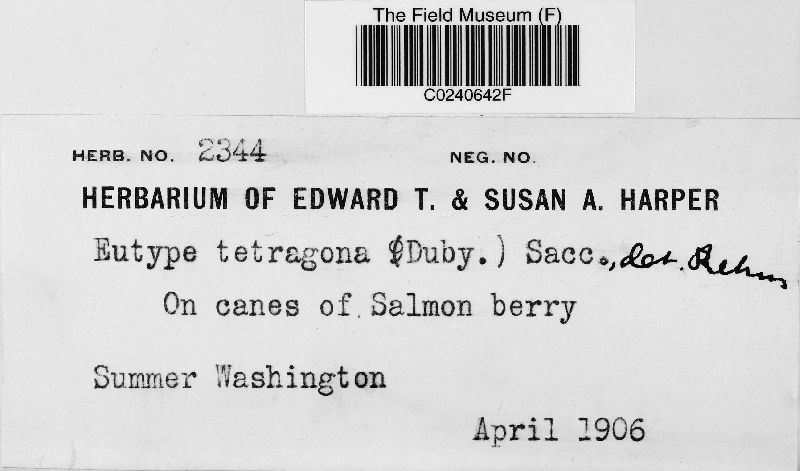 The Field Museum (F)
C0240642F
HERB. NO. 2344 NEG. NO.
HERBARIUM OF EDWARD T. & SUSAN A. HARPER
Eutype tetragona (Duby.) Sacc., det. Rehm
On canes of Salmon berry
Summer Washington
April 1906